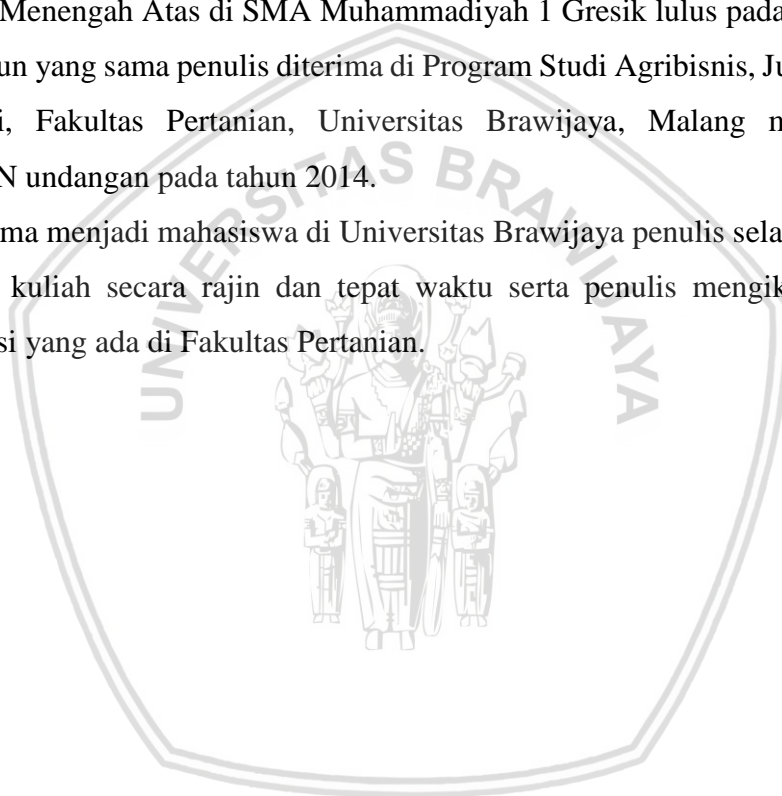 Menengah Atas di SMA Muhammadiyah 1 Gresik lulus pada
un yang sama penulis diterima di Program Studi Agribisnis, Ju
i, Fakultas Pertanian, Universitas Brawijaya, Malang m
N undangan pada tahun 2014.
ma menjadi mahasiswa di Universitas Brawijaya penulis sela
kuliah secara rajin dan tepat waktu serta penulis mengik
si yang ada di Fakultas Pertanian.
UNIVERSITAS BRAWIJAYA